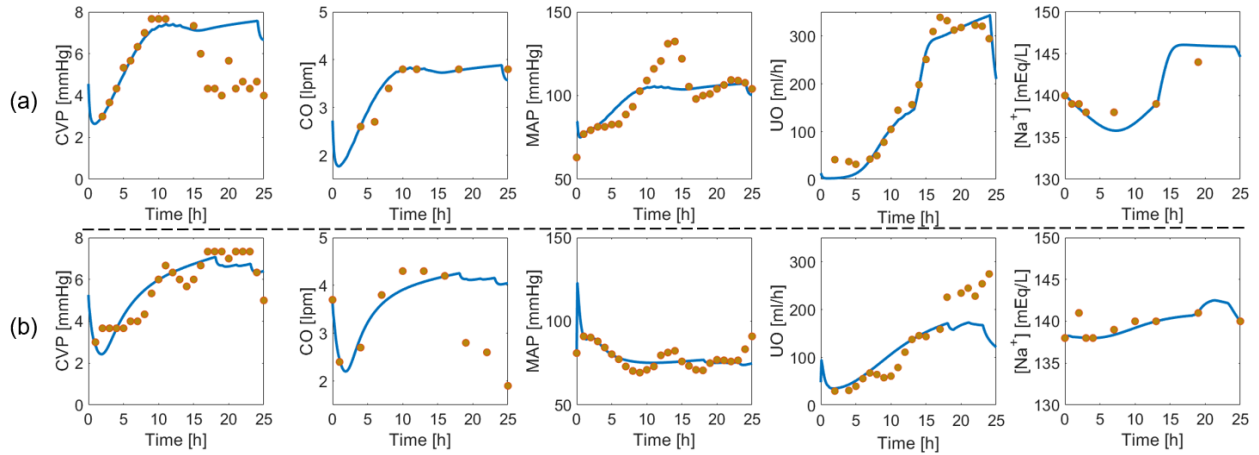 (a)
CVP [mmHg]
8
6
4
2
0
0 5 10 15 20 25
Time [h]
CO [lpm]
5
4
3
2
0 5 10 15 20 25
Time [h]
MAP [mmHg]
150
100
50
0 5 10 15 20 25
Time [h]
UO [ml/h]
300
200
100
0
0 5 10 15 20 25
Time [h]
[Na+] [mEq/L]
150
145
140
135
130
0 5 10 15 20 25
Time [h]
(b)
CVP [mmHg]
8
6
4
2
0
0 5 10 15 20 25
Time [h]
CO [lpm]
5
4
3
2
0 5 10 15 20 25
Time [h]
MAP [mmHg]
150
100
50
0 5 10 15 20 25
Time [h]
UO [ml/h]
300
200
100
0
0 5 10 15 20 25
Time [h]
[Na+] [mEq/L]
150
145
140
135
130
0 5 10 15 20 25
Time [h]